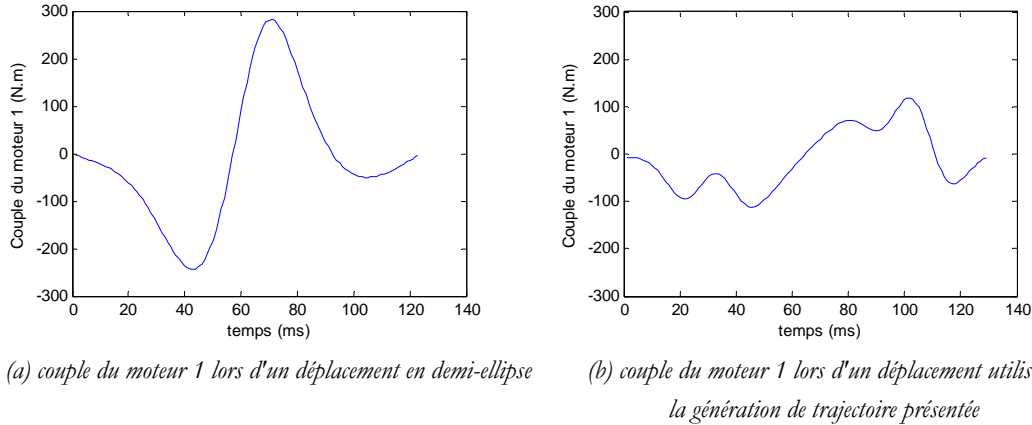 300
200
100
0
-100
-200
-300
Couple du moteur 1 (N.m)
0 20 40 60 80 100 120 140
temps (ms)
(a) couple du moteur 1 lors d'un déplacement en demi-ellipse
300
200
100
0
-100
-200
-300
Couple du moteur 1 (N.m)
0 20 40 60 80 100 120 140
temps (ms)
(b) couple du moteur 1 lors d'un déplacement utilis
la génération de trajectoire présentée